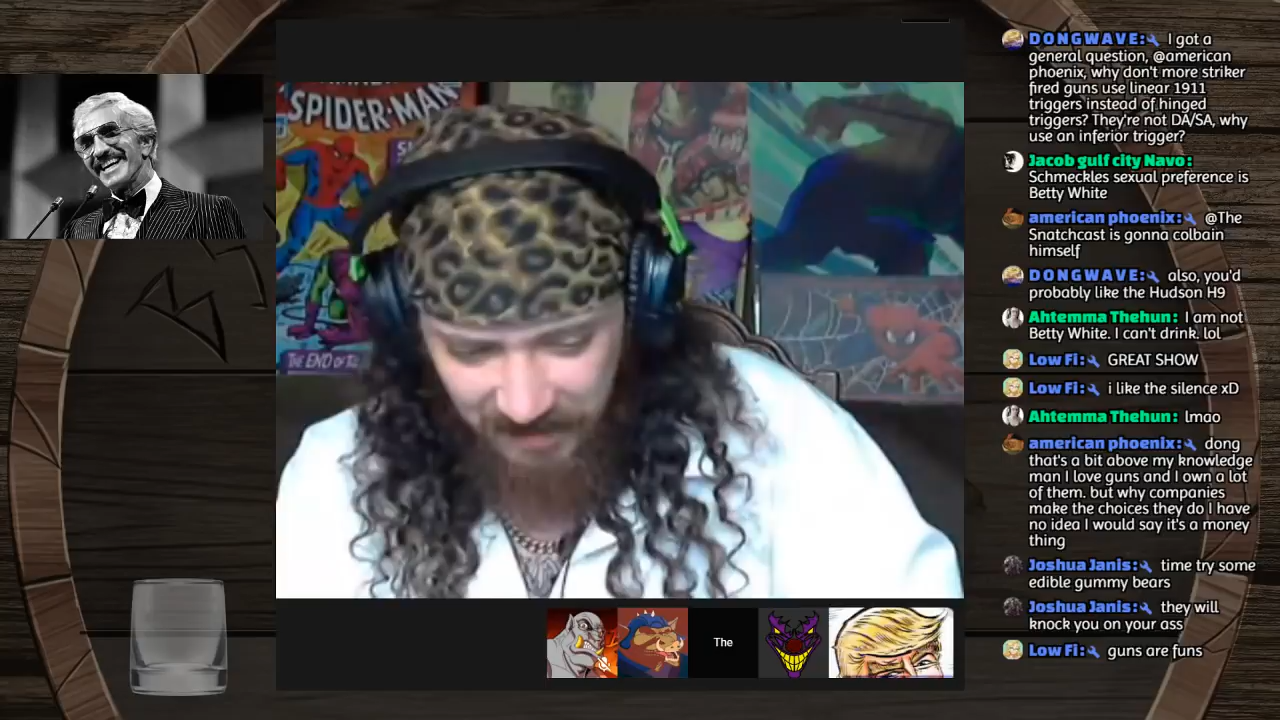 SPIDER-MAN
THE END OF
The
DONGWAVE: I got a
general question, @american
phoenix, why don't more striker
fired guns use linear 1911
triggers instead of hinged
triggers? They're not DA/SA, why
use an inferior trigger?
Jacob gulf city Navo:
Schmeckles sexual preference is
Betty White
american phoenix: @The
Snatchcast is gonna colbain
himself
DONGWAVE: also, you'd
probably like the Hudson H9
Ahtemma Thehun: I am not
Betty White. I can't drink. lol
Low Fi: GREAT SHOW
Low Fi: i like the silence xD
Ahtemma Thehun: lmao
american phoenix: dong
that's a bit above my knowledge
man I love guns and I own a lot
of them. but why companies
make the choices they do I have
no idea I would say it's a money
thing
Joshua Janis: time try some
edible gummy bears
Joshua Janis: they will
knock you on your ass
Low Fi: guns are funs